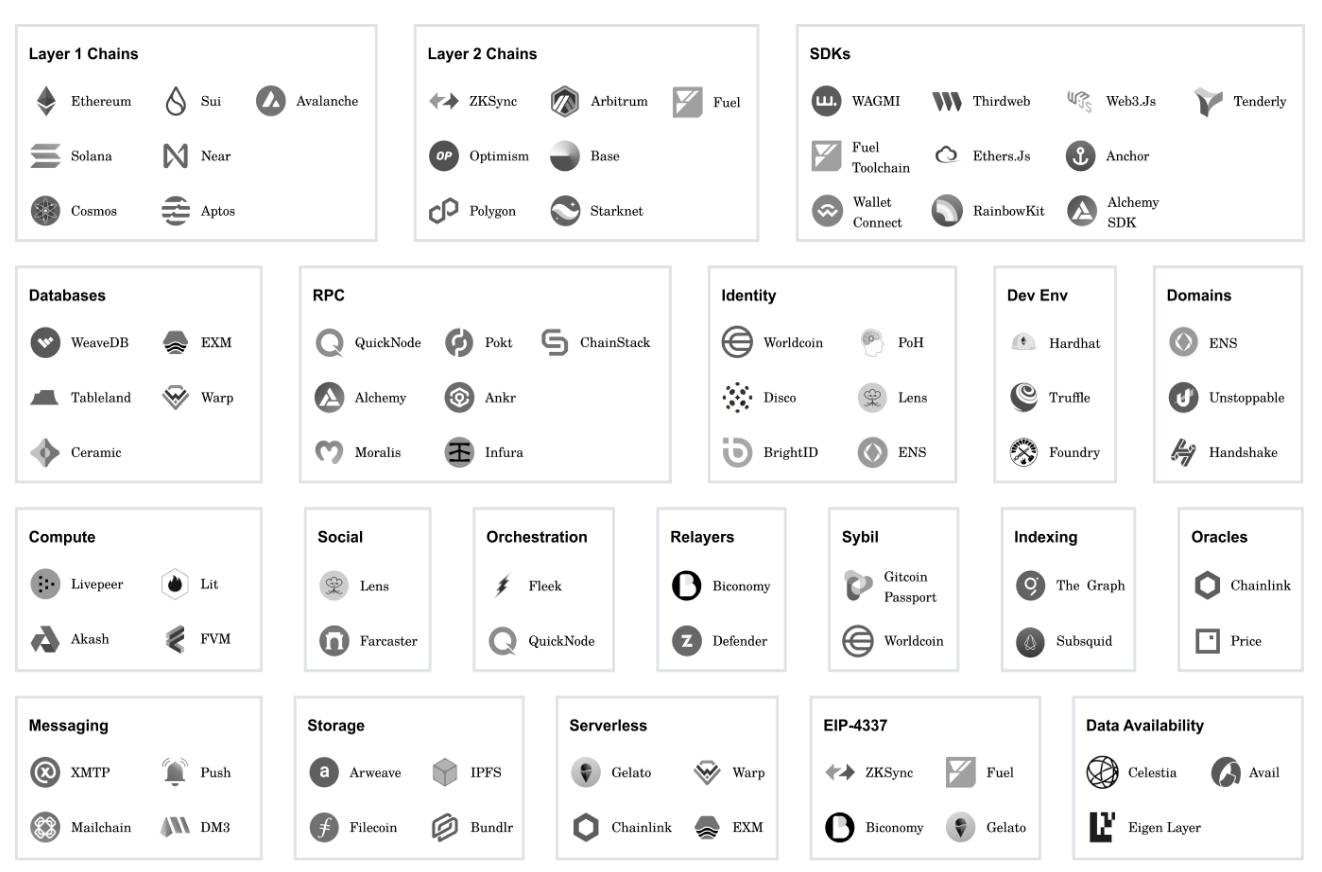 Layer 1 Chains
Ethereum
Sui
Avalanche
Solana
Near
Cosmos
Aptos
Layer 2 Chains
ZKSync
Arbitrum
Fuel
OP
Optimism
Base
Polygon
Starknet
SDKs
W.
WAGMI
Thirdweb
W3JS
Web3.Js
Tenderly
Fuel
Toolchain
Ethers.Js
Anchor
Wallet
Connect
RainbowKit
Alchemy
SDK
Databases
WeaveDB
EXM
Tableland
Warp
Ceramic
RPC
QuickNode
Pokt
ChainStack
Alchemy
Ankr
Moralis
Infura
Identity
Worldcoin
PoH
Disco
Lens
BrightID
ENS
Dev Env
Hardhat
Truffle
Foundry
Domains
ENS
Unstoppable
Handshake
Compute
Livepeer
Lit
Akash
FVM
Social
Lens
Farcaster
Orchestration
Fleek
QuickNode
Relayers
B
Biconomy
Z
Defender
Sybil
Gitcoin
Passport
Worldcoin
Indexing
The Graph
Subsquid
Oracles
Chainlink
Price
Messaging
XMTP
Push
Mailchain
DM3
Storage
a
Arweave
IPFS
Filecoin
Bundlr
Serverless
Gelato
Warp
Chainlink
EXM
EIP-4337
ZKSync
Fuel
B
Biconomy
Gelato
Data Availability
Celestia
Avail
Eigen Layer